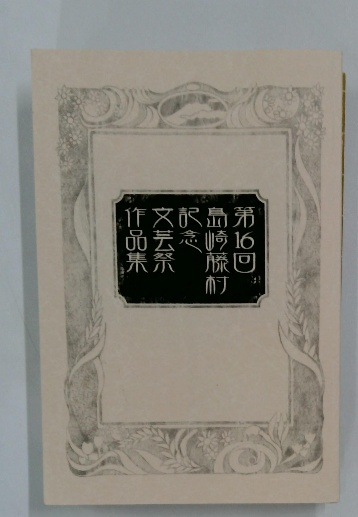 第16回
島崎藤村
記念
文芸祭
作品集